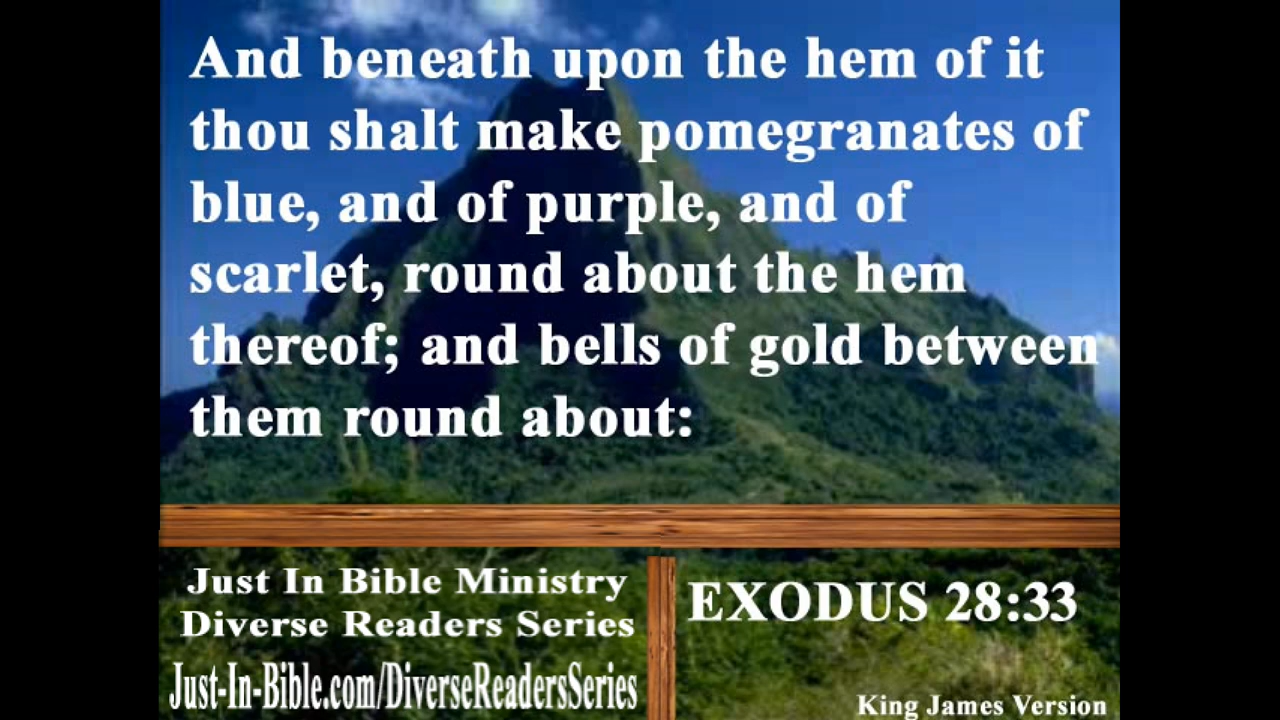 And beneath upon the hem of it
thou shalt make pomegranates of
blue, and of purple, and of
scarlet, round about the hem
thereof; and bells of gold between
them round about:
Just In Bible Ministry
Diverse Readers Series
Just-In-Bible.com/DiverseReadersSeries
EXODUS 28:33
King James Version